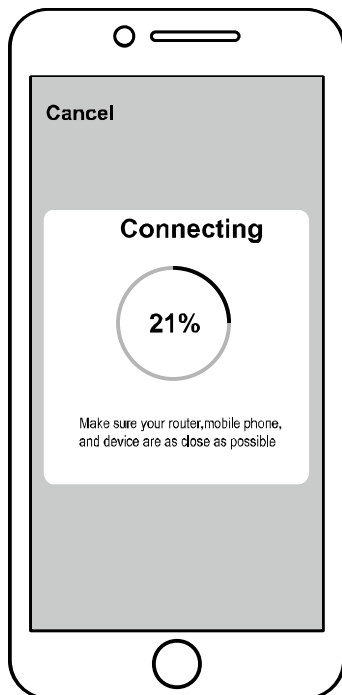 Cancel
Connecting
21%
Make sure your router,mobile phone,
and device are as close as possible